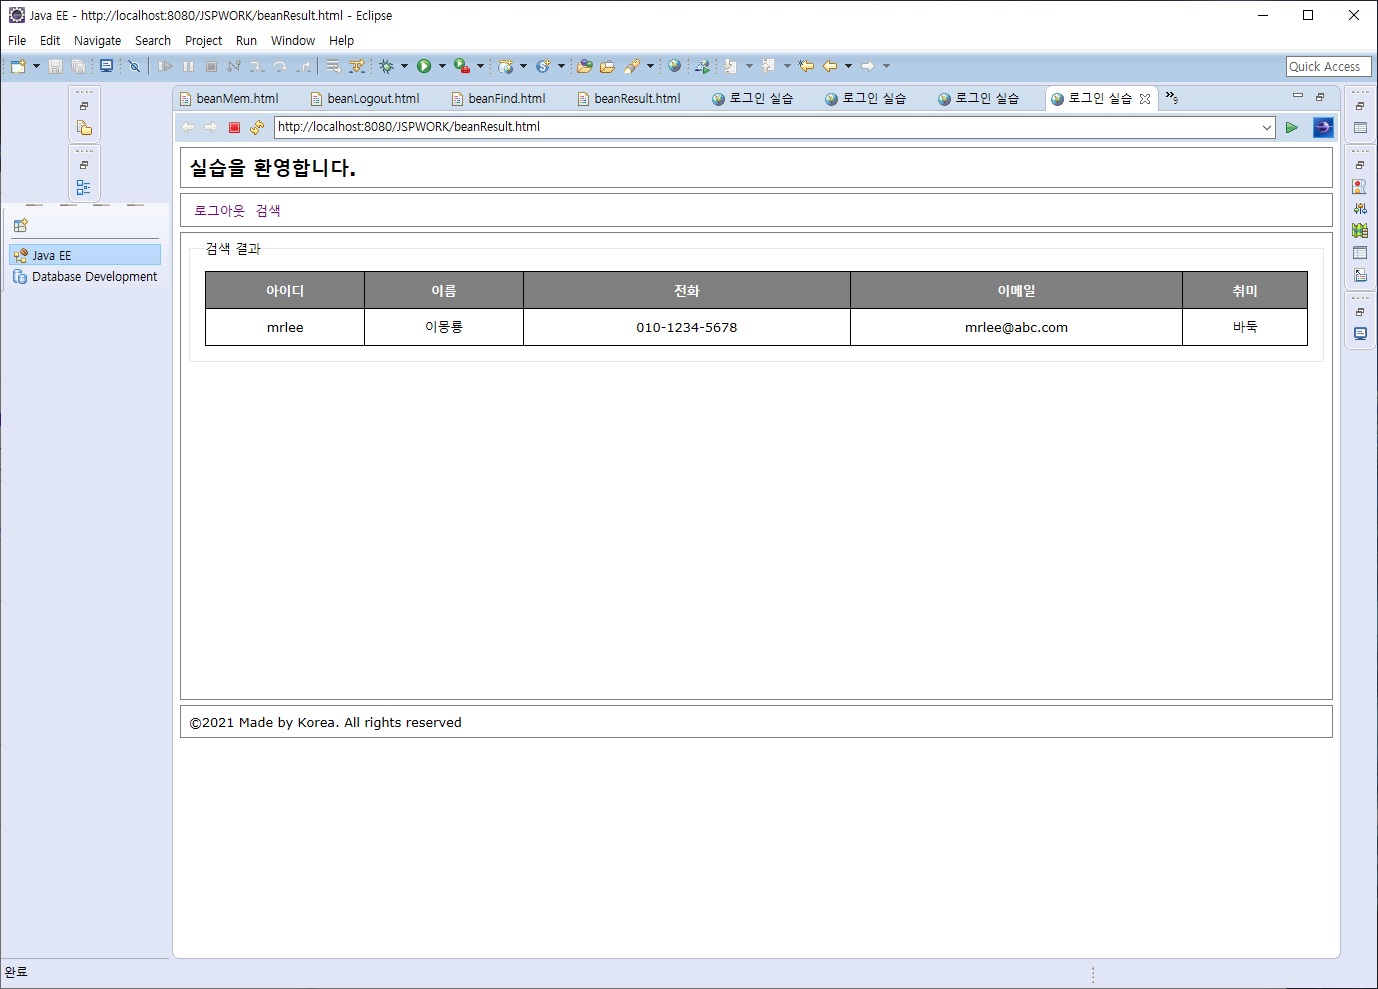 Java EE - http://localhost:8080/JSPWORK/beanResult.html - Eclipse
File Edit Navigate Search Project Run Window Help
Quick Access
beanMem.html beanLogout.html beanFind.html beanResult.html 로그인 실습 로그인 실습 로그인 실습 로그인 실습 »9
http://localhost:8080/JSPWORK/beanResult.html
실습을 환영합니다.
로그아웃 검색
Java EE
Database Development
검색 결과
아이디 이름 전화 이메일 취미
mrlee 이몽룡 010-1234-5678 mrlee@abc.com 바둑
©2021 Made by Korea. All rights reserved
완료